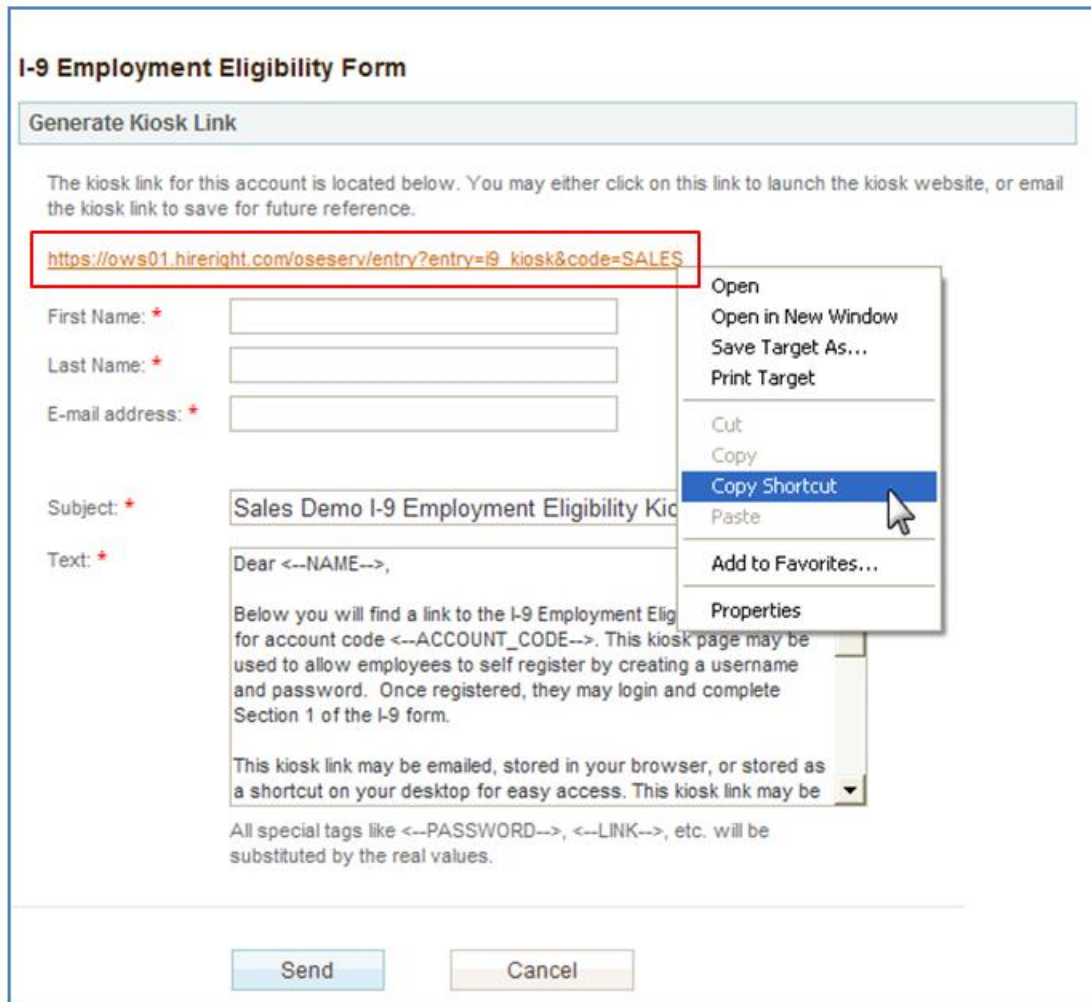 I-9 Employment Eligibility Form
Generate Kiosk Link
The kiosk link for this account is located below. You may either click on this link to launch the kiosk website, or email
the kiosk link to save for future reference.
https://ows01.hireright.com/oseserv/entry?entry=i9_kiosk&code=SALES
First Name: *
Last Name: *
E-mail address: *
Subject: *
Sales Demo I-9 Employment Eligibility
Text: *
Dear <--NAME-->,
Below you will find a link to the I-9 Employment
for account code <--ACCOUNT_CODE-->. This kiosk page may be
used to allow employees to self register by creating a username
and password. Once registered, they may login and complete
Section 1 of the I-9 form.
This kiosk link may be emailed, stored in your browser, or stored as
a shortcut on your desktop for easy access. This kiosk link may be
All special tags like <--PASSWORD-->, <--LINK-->, etc. will be
substituted by the real values.
Send
Cancel
Open
Open in New Window
Save Target As...
Print Target
Cut
Copy
Copy Shortcut
Paste
Add to Favorites...
Properties